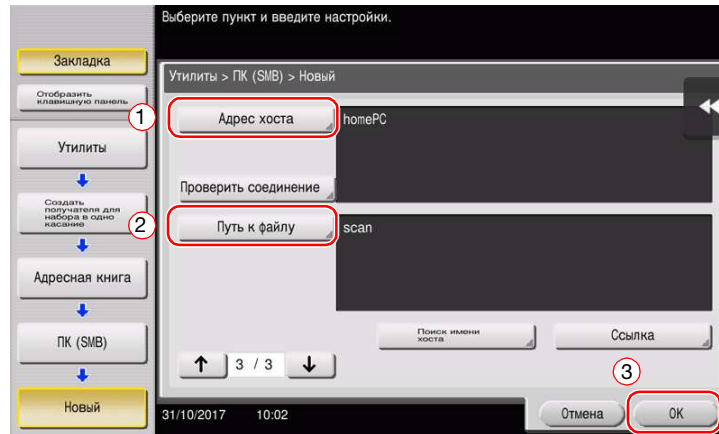 Выберите пункт и введите настройки.
Закладка
Отобразить
клавишную панель
Утилиты
Создать
получателя для
набора в одно
касание
Адресная книга
ПК (SMB)
Новый
Утилиты > ПК (SMB) > Новый
1
Адрес хоста
homePC
Проверить соединение
2
Путь к файлу
scan
Поиск имени
хоста
Ссылка
↑ 3 / 3 ↓
3
31/10/2017 10:02
Отмена
OK